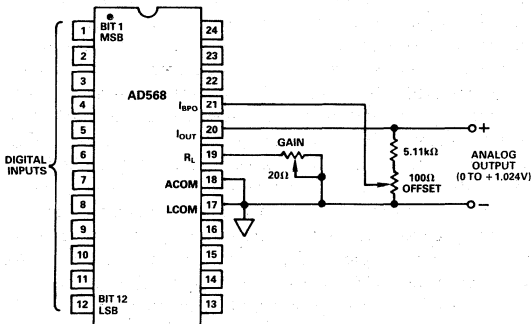 1 BIT 1 24
MSB
2 23
3 22
4 AD568 I_BPO 21
5 I_OUT 20 GAIN 5.11kΩ +
6 R_L 19 ANALOG
DIGITAL OUTPUT
INPUTS (0 TO +1.024V)
7 ACOM 18 20Ω 100Ω
OFFSET
8 LCOM 17 −
9 16
10 15
11 14
12 BIT 12 13
LSB